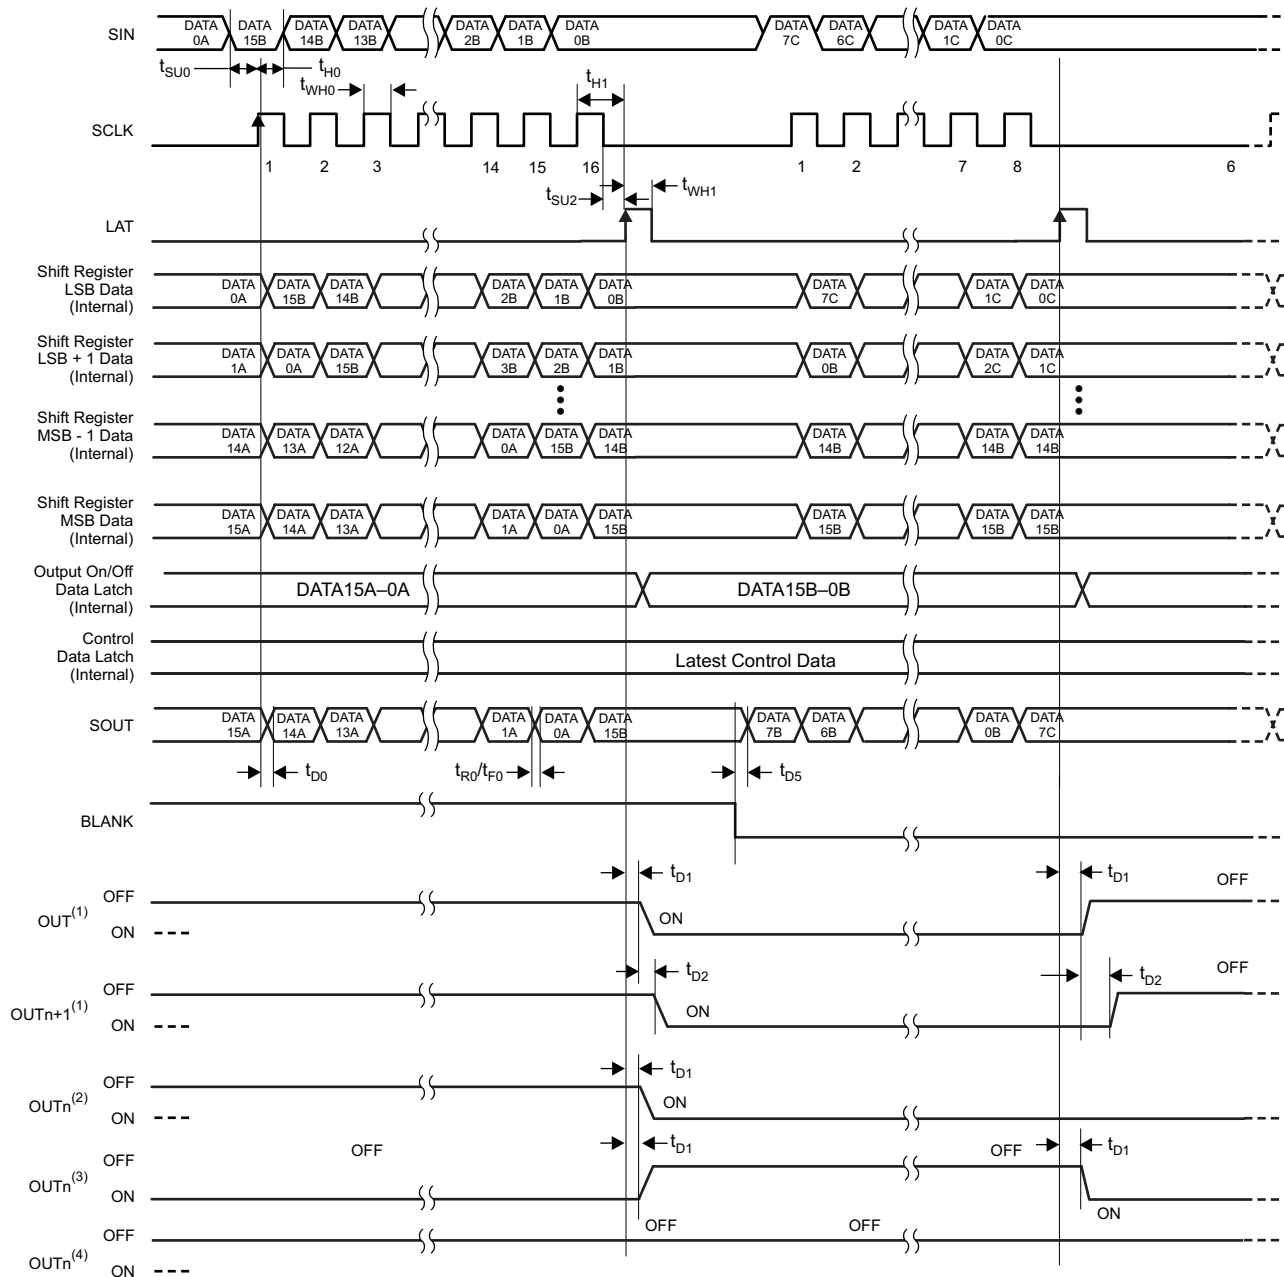 SIN
DATA 0A
DATA 15B
DATA 14B
DATA 13B
DATA 2B
DATA 1B
DATA 0B
DATA 7C
DATA 6C
DATA 1C
DATA 0C
tSU0
tH0
tWH0
tH1
SCLK
1 2 3 14 15 16 1 2 7 8 6
tSU2
tWH1
LAT
Shift Register
LSB Data
(Internal)
DATA 0A
DATA 15B
DATA 14B
DATA 2B
DATA 1B
DATA 0B
DATA 7C
DATA 1C
DATA 0C
Shift Register
LSB + 1 Data
(Internal)
DATA 1A
DATA 0A
DATA 15B
DATA 3B
DATA 2B
DATA 1B
DATA 0B
DATA 2C
DATA 1C
Shift Register
MSB - 1 Data
(Internal)
DATA 14A
DATA 13A
DATA 12A
DATA 0A
DATA 15B
DATA 14B
DATA 14B
DATA 14B
DATA 14B
Shift Register
MSB Data
(Internal)
DATA 15A
DATA 14A
DATA 13A
DATA 1A
DATA 0A
DATA 15B
DATA 15B
DATA 15B
DATA 15B
Output On/Off
Data Latch
(Internal)
DATA15A–0A
DATA15B–0B
Control
Data Latch
(Internal)
Latest Control Data
SOUT
DATA 15A
DATA 14A
DATA 13A
DATA 1A
DATA 0A
DATA 15B
DATA 7B
DATA 6B
DATA 0B
DATA 7C
tD0
tR0/tF0
tD5
BLANK
tD1
tD1
OFF
OFF
OUT(1)
ON
ON
tD2
tD2
OFF
OFF
OUTn+1(1)
ON
ON
tD1
OFF
OUTn(2)
ON
ON
tD1
tD1
OFF
OFF
OFF
OUTn(3)
ON
ON
OFF
OFF
OFF
OUTn(4)
ON